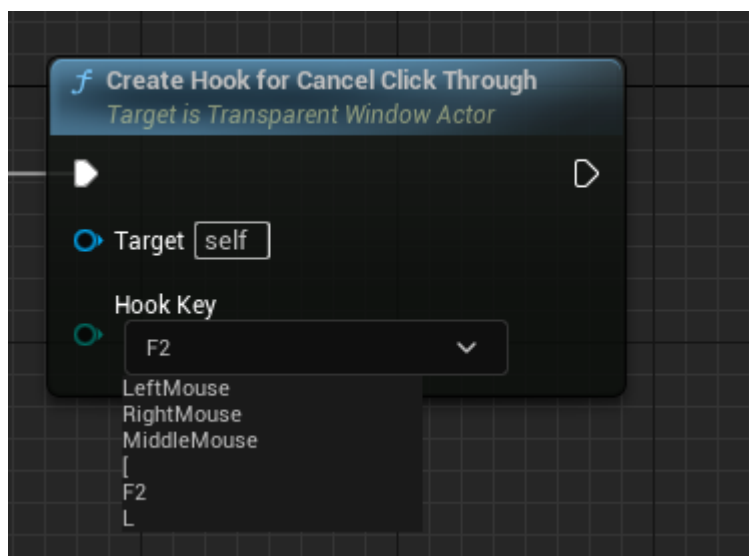 f Create Hook for Cancel Click Through
Target is Transparent Window Actor
Target self
Hook Key
F2
LeftMouse
RightMouse
MiddleMouse
[
F2
L